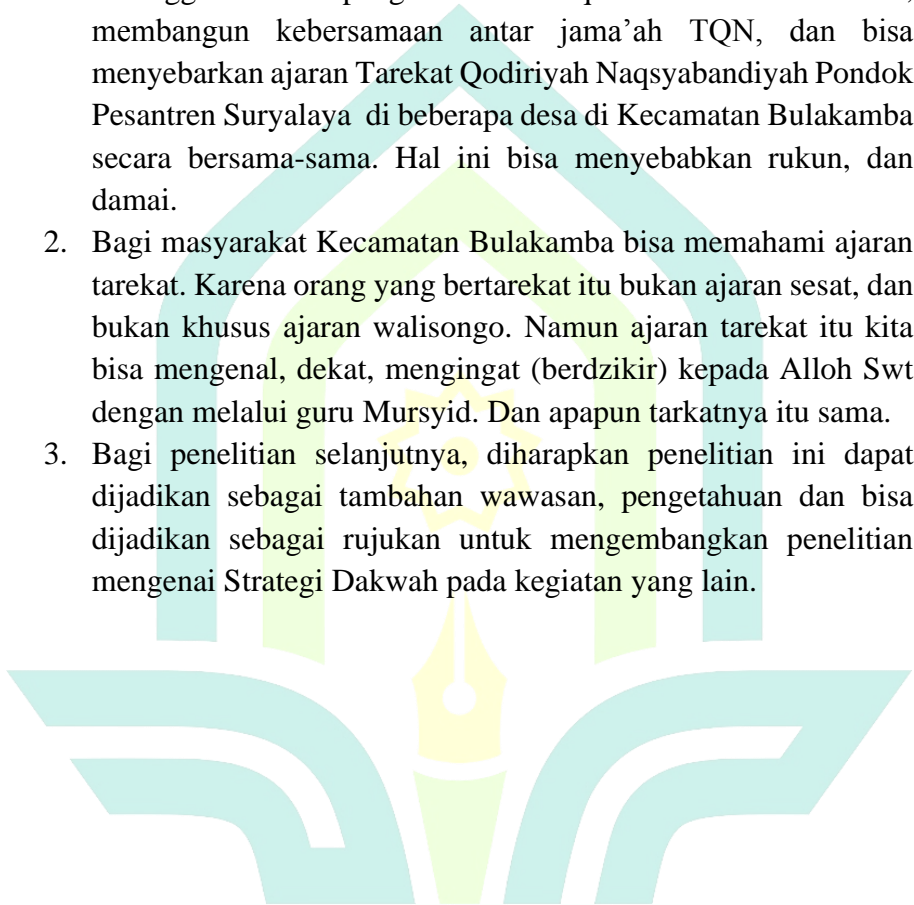 membangun kebersamaan antar jama’ah TQN, dan bisa
menyebarkan ajaran Tarekat Qodiriyah Naqsyabandiyah Pondok
Pesantren Suryalaya di beberapa desa di Kecamatan Bulakamba
secara bersama-sama. Hal ini bisa menyebabkan rukun, dan
damai.
2. Bagi masyarakat Kecamatan Bulakamba bisa memahami ajaran
tarekat. Karena orang yang bertarekat itu bukan ajaran sesat, dan
bukan khusus ajaran walisongo. Namun ajaran tarekat itu kita
bisa mengenal, dekat, mengingat (berdzikir) kepada Alloh Swt
dengan melalui guru Mursyid. Dan apapun tarkatnya itu sama.
3. Bagi penelitian selanjutnya, diharapkan penelitian ini dapat
dijadikan sebagai tambahan wawasan, pengetahuan dan bisa
dijadikan sebagai rujukan untuk mengembangkan penelitian
mengenai Strategi Dakwah pada kegiatan yang lain.